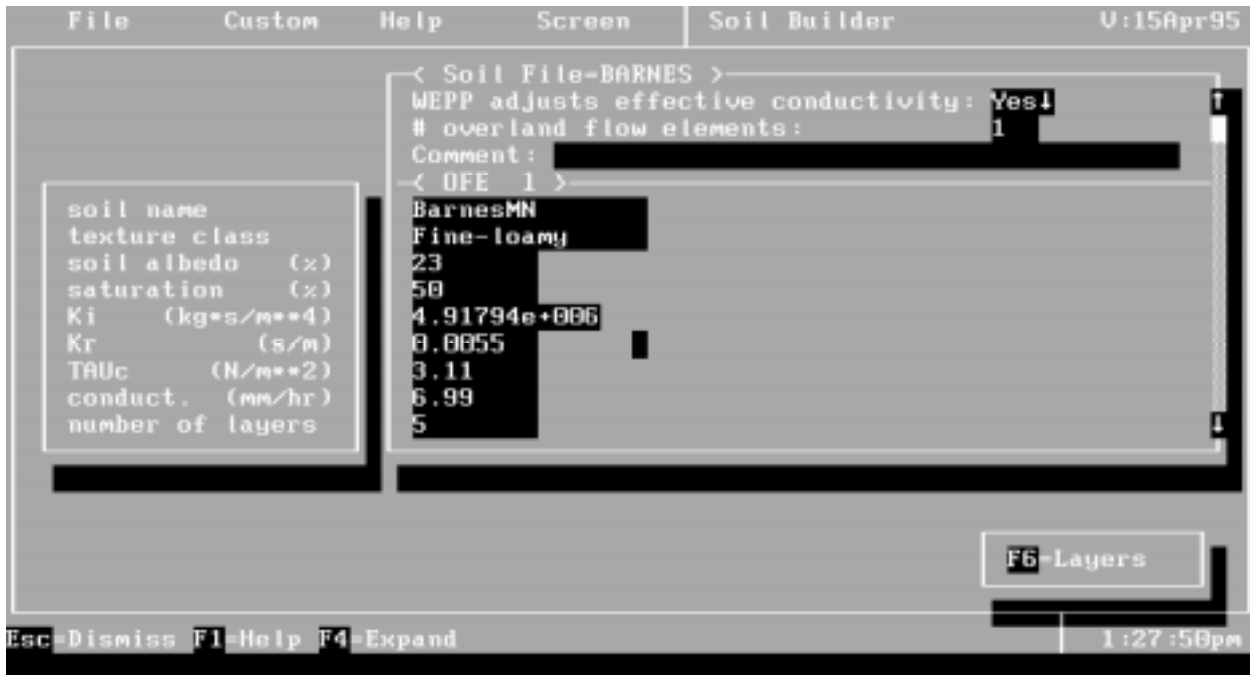 File Custom Help Screen Soil Builder V:15Apr95
< Soil File=BARNES >
WEPP adjusts effective conductivity: Yes↓
# overland flow elements: 1
Comment:
< OFE 1 >
soil name BarnesMN
texture class Fine-loamy
soil albedo (%) 23
saturation (%) 50
Ki (kg*s/m**4) 4.91794e+006
Kr (s/m) 0.0055
TAUc (N/m**2) 3.11
conduct. (mm/hr) 6.99
number of layers 5
F6-Layers
Esc=Dismiss F1=Help F4=Expand 1:27:50pm